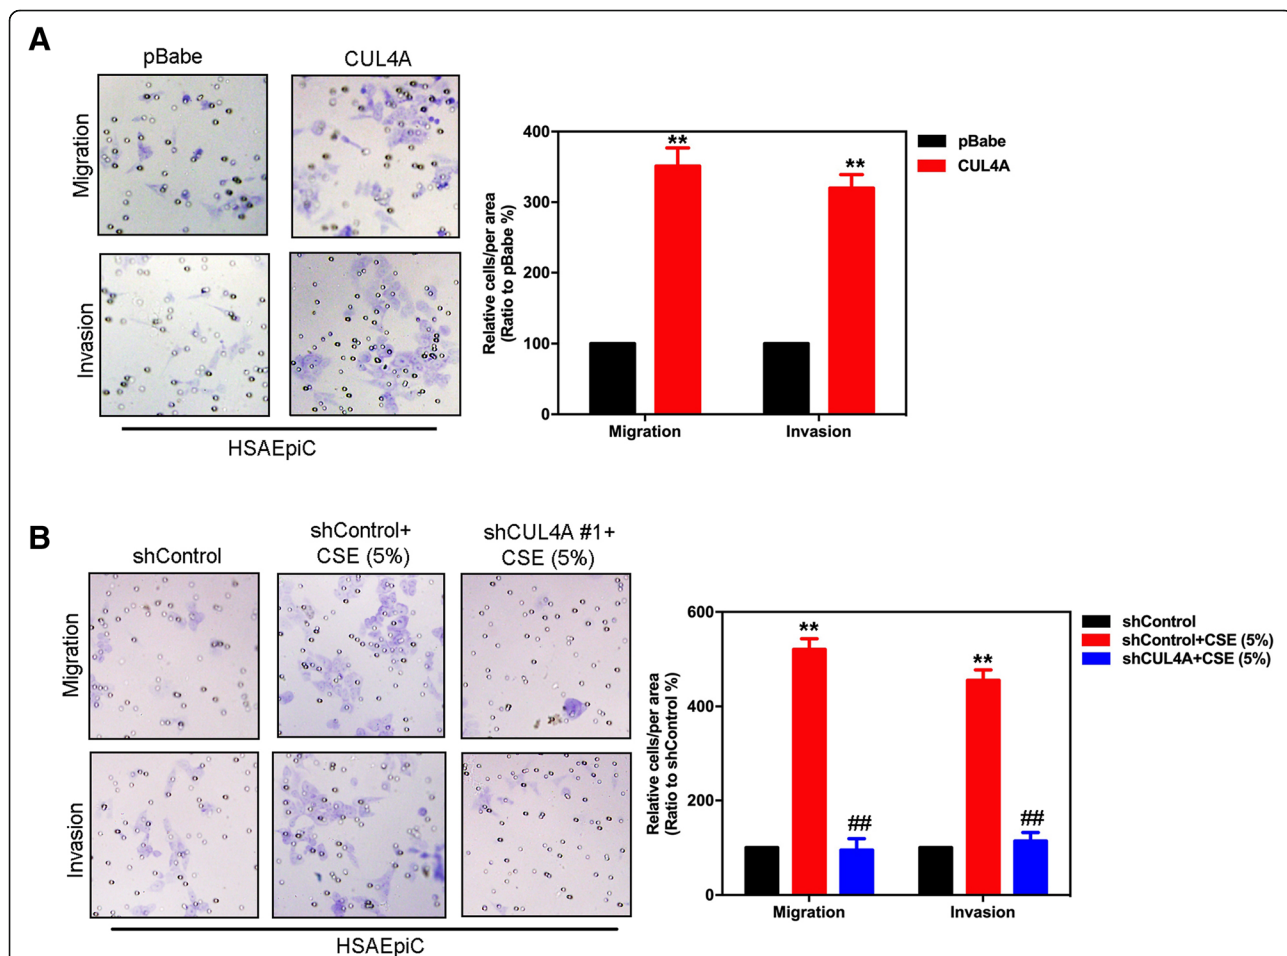 A
pBabe
CUL4A
Migration
Invasion
HSAEpiC
Relative cells/per area
(Ratio to pBabe %)
400
300
200
100
0
**
**
Migration
Invasion
pBabe
CUL4A
B
shControl
shControl+
CSE (5%)
shCUL4A #1+
CSE (5%)
Migration
Invasion
HSAEpiC
Relative cells/per area
(Ratio to shControl %)
600
400
200
0
**
##
**
##
Migration
Invasion
shControl
shControl+CSE (5%)
shCUL4A+CSE (5%)